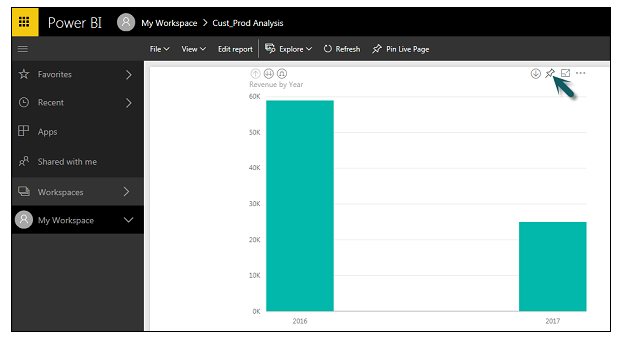 Power BI My Workspace > Cust_Prod Analysis
File View Edit report Explore Refresh Pin Live Page
Favorites
Recent
Apps
Shared with me
Workspaces
My Workspace
Revenue by Year
60K
50K
40K
30K
20K
10K
0K
2016 2017